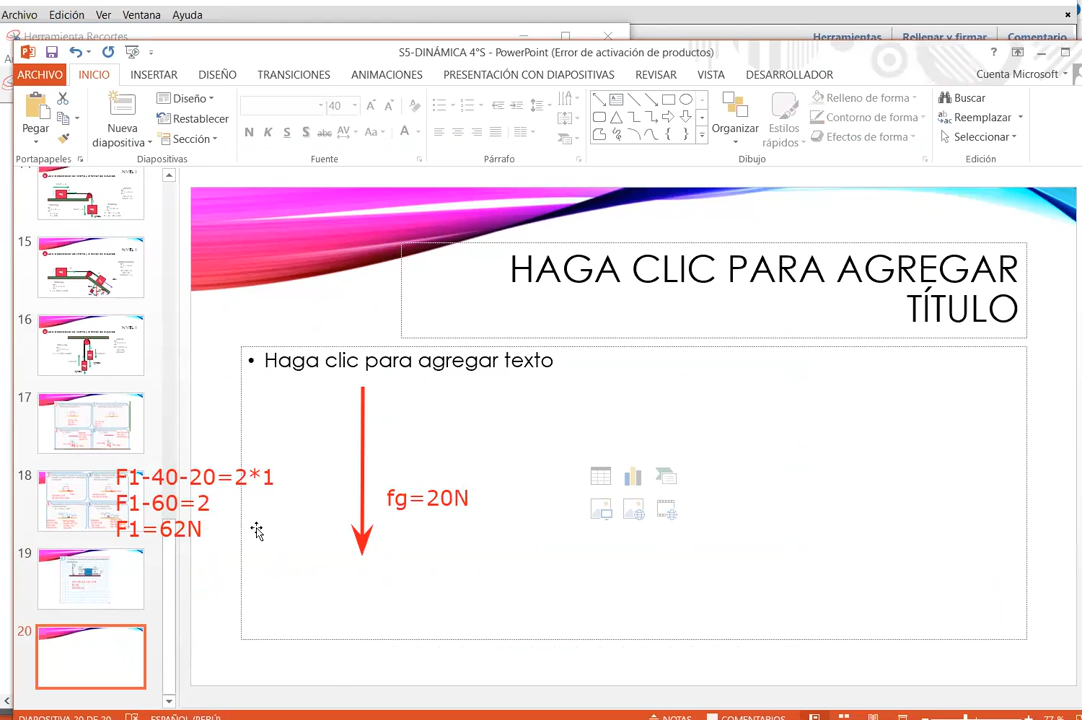 Archivo Edición Ver Ventana Ayuda
Herramienta Recortes
Herramientas Rellenar y firmar Comentario
S5-DINÁMICA 4°S - PowerPoint (Error de activación de productos)
ARCHIVO INICIO INSERTAR DISEÑO TRANSICIONES ANIMACIONES PRESENTACIÓN CON DIAPOSITIVAS REVISAR VISTA DESARROLLADOR Cuenta Microsoft
Pegar
Nueva diapositiva
Diseño
Restablecer
Sección
40
N K S S abc AV Aa A
Organizar
Estilos rápidos
Relleno de forma
Contorno de forma
Efectos de forma
Buscar
Reemplazar
Seleccionar
Portapapeles Diapositivas Fuente Párrafo Dibujo Edición
15
16
17
18
19
20
HAGA CLIC PARA AGREGAR
TÍTULO
• Haga clic para agregar texto
F1-40-20=2*1
F1-60=2
F1=62N
fg=20N
DIAPOSITIVA 20 DE 20 ESPAÑOL (PERÚ) NOTAS COMENTARIOS 77 %